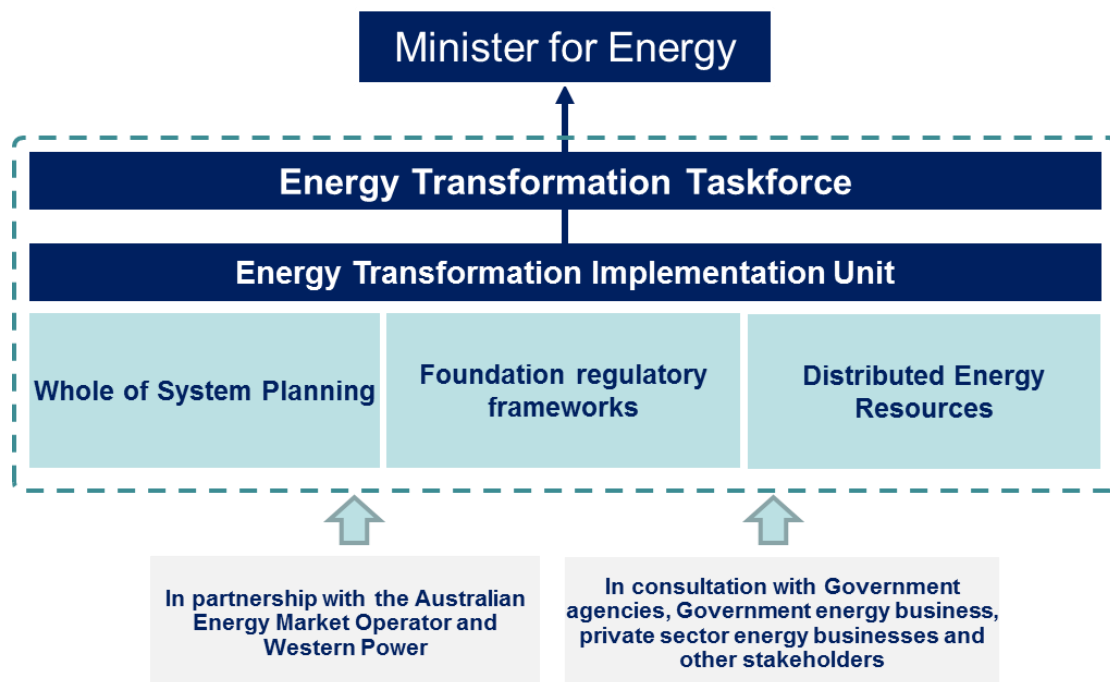 Minister for Energy
Energy Transformation Taskforce
Energy Transformation Implementation Unit
Whole of System Planning
Foundation regulatory
frameworks
Distributed Energy
Resources
In partnership with the Australian
Energy Market Operator and
Western Power
In consultation with Government
agencies, Government energy business,
private sector energy businesses and
other stakeholders